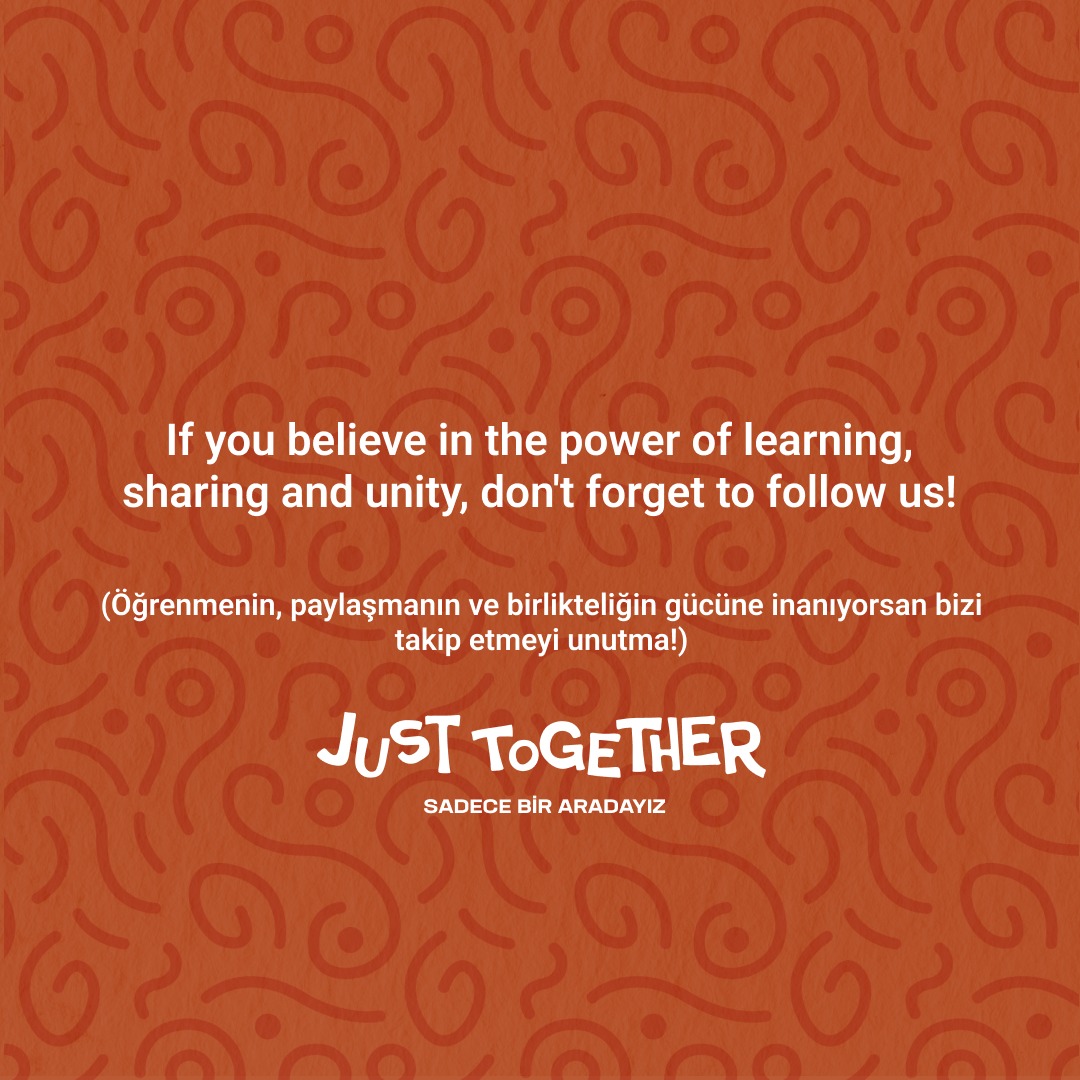 If you believe in the power of learning,
sharing and unity, don't forget to follow us!
(Öğrenmenin, paylaşmanın ve birlikteliğin gücüne inanıyorsan bizi
takip etmeyi unutma!)
JUST ToGETHER
SADECE BİR ARADAYIZ